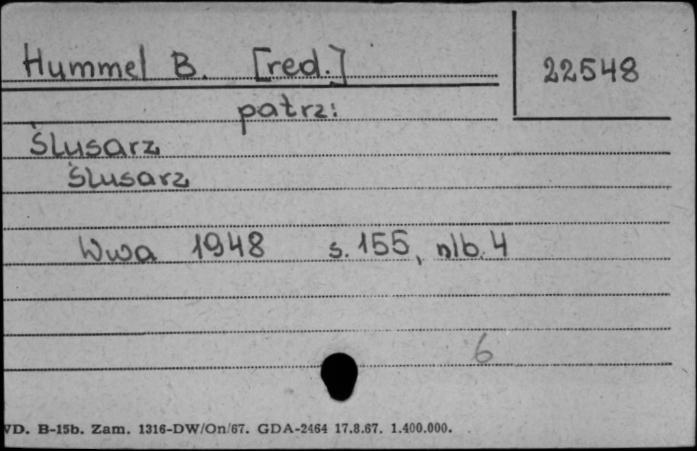 Hummel B. [red.]
22548
patrz:
Ślusarz
Ślusarz
Wwa 1948 s. 155, nlb. 4
6
VD. B-15b. Zam. 1316-DW/On/67. GDA-2464 17.8.67. 1.400.000.